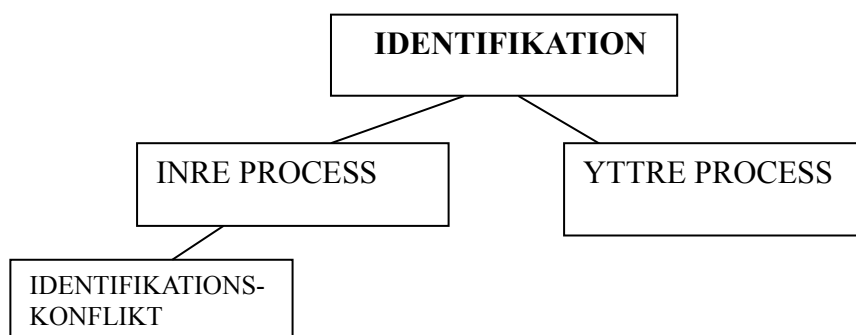 IDENTIFIKATION
INRE PROCESS
YTTRE PROCESS
IDENTIFIKATIONS-
KONFLIKT